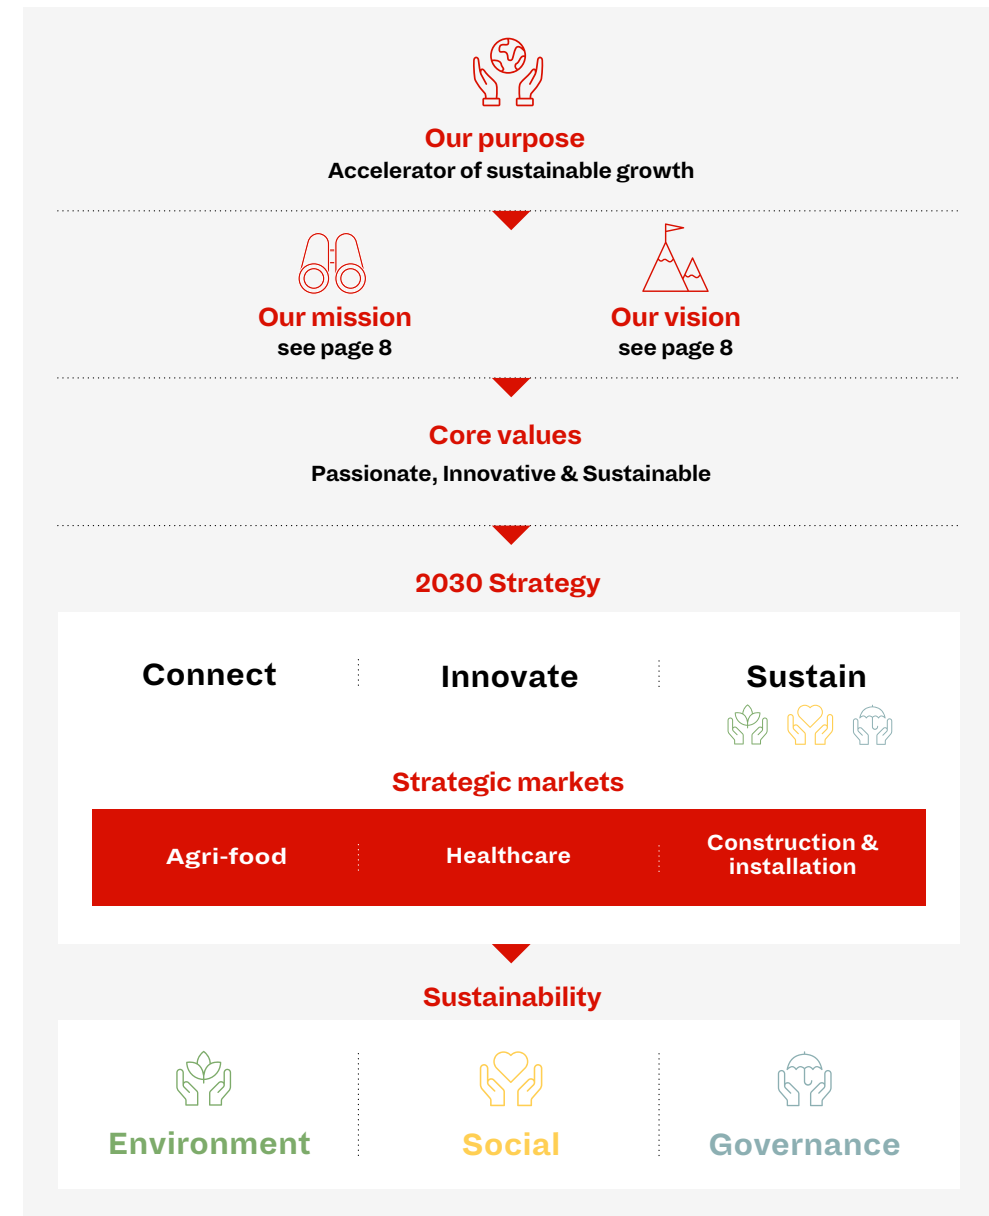 Our purpose
Accelerator of sustainable growth
Our mission
see page 8
Our vision
see page 8
Core values
Passionate, Innovative & Sustainable
2030 Strategy
Connect
Innovate
Sustain
Strategic markets
Agri-food
Healthcare
Construction &
installation
Sustainability
Environment
Social
Governance